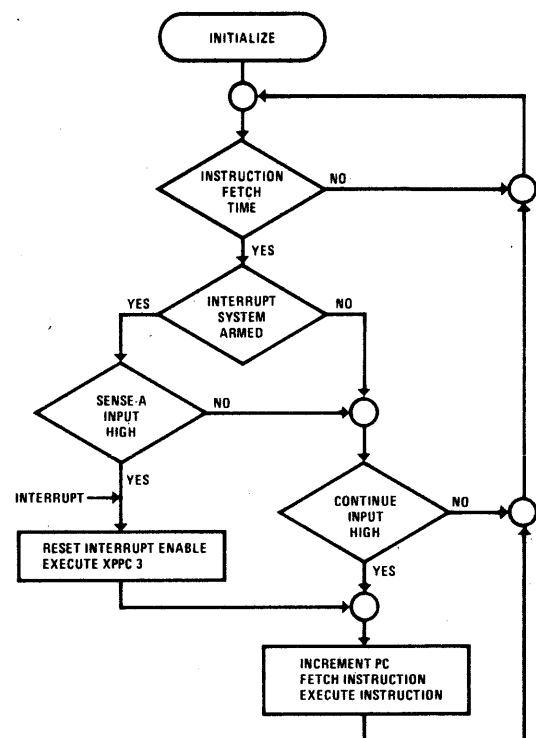 INITIALIZE
INSTRUCTION
FETCH
TIME
NO
YES
YES
INTERRUPT
SYSTEM
ARMED
NO
SENSE-A
INPUT
HIGH
NO
YES
INTERRUPT
CONTINUE
INPUT
HIGH
NO
RESET INTERRUPT ENABLE
EXECUTE XPPC 3
YES
INCREMENT PC
FETCH INSTRUCTION
EXECUTE INSTRUCTION